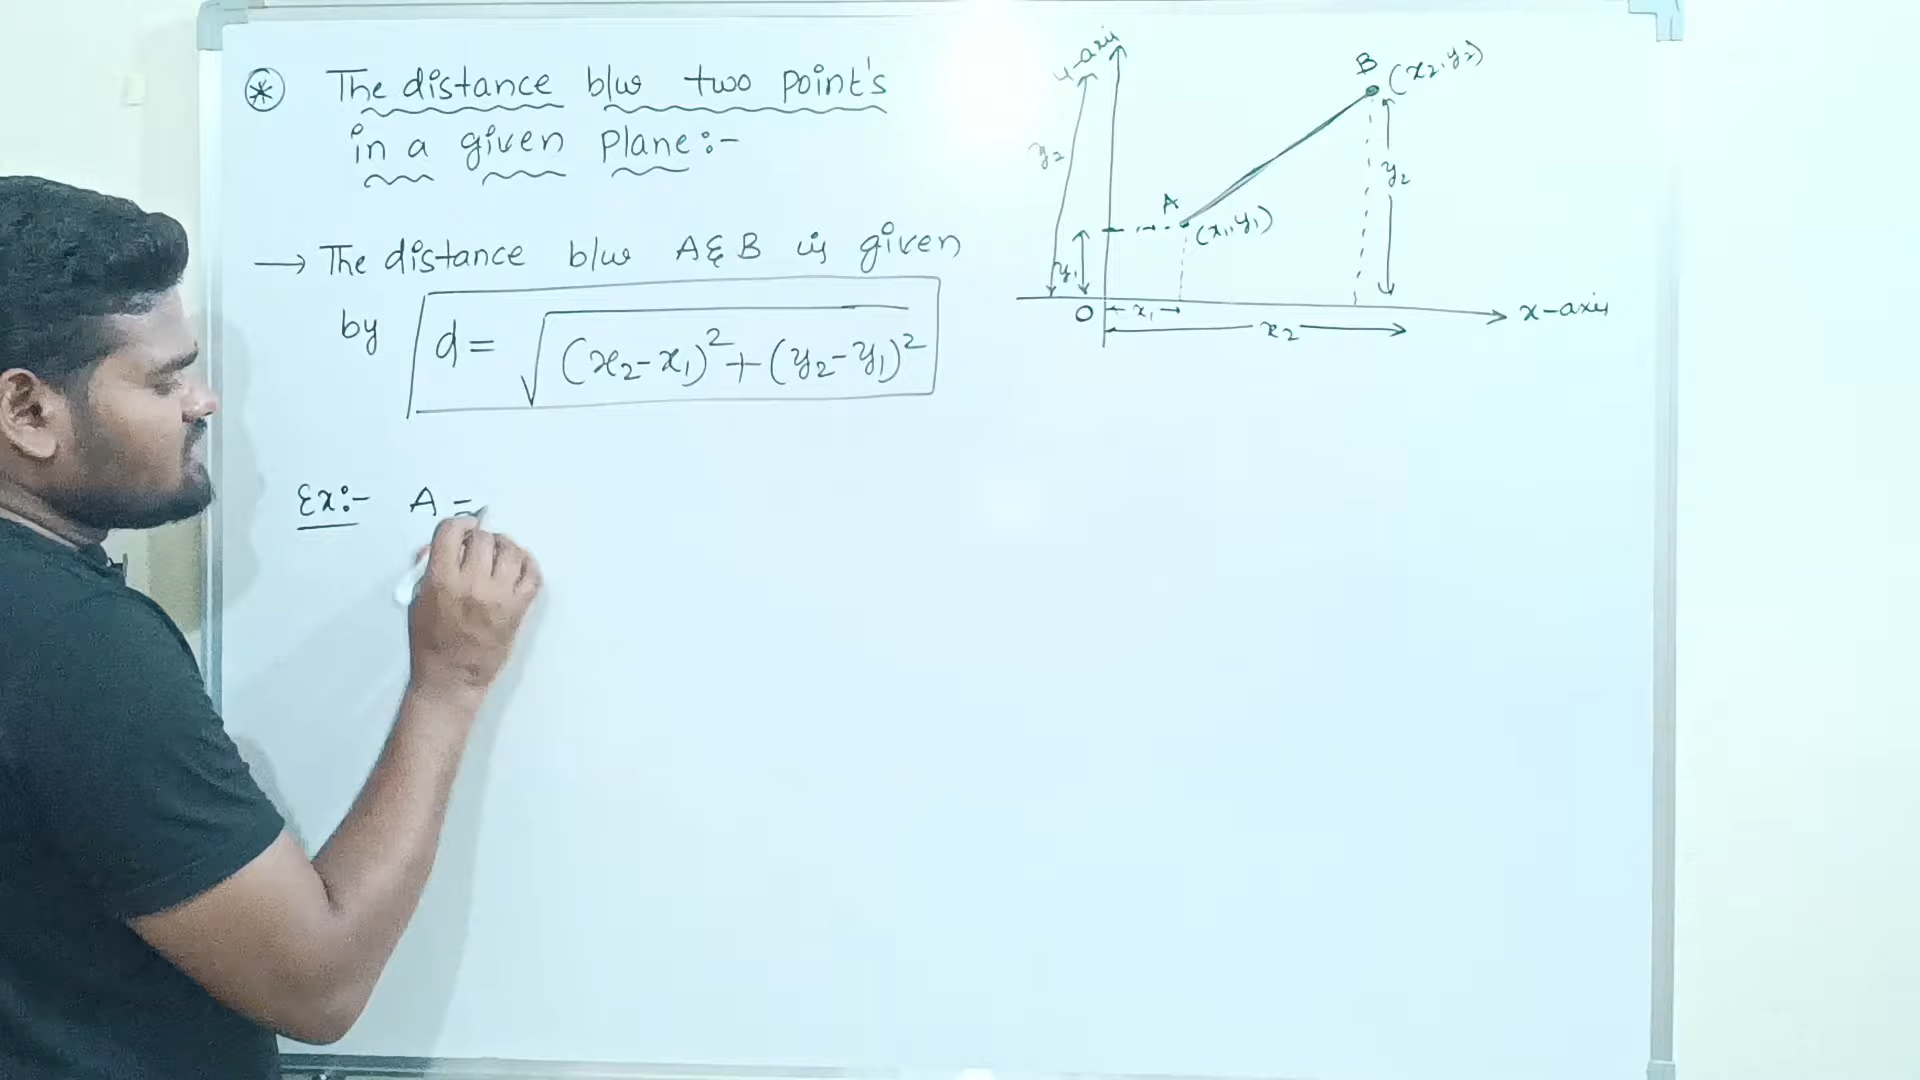 * The distance b/w two point's
in a given plane:-
→ The distance b/w A & B is given
by d = √(x₂-x₁)²+(y₂-y₁)²
Ex:- A =
y-axis
B (x₂,y₂)
y₂
y₂
A
(x₁,y₁)
y₁
O
x₁
x₂
x-axis